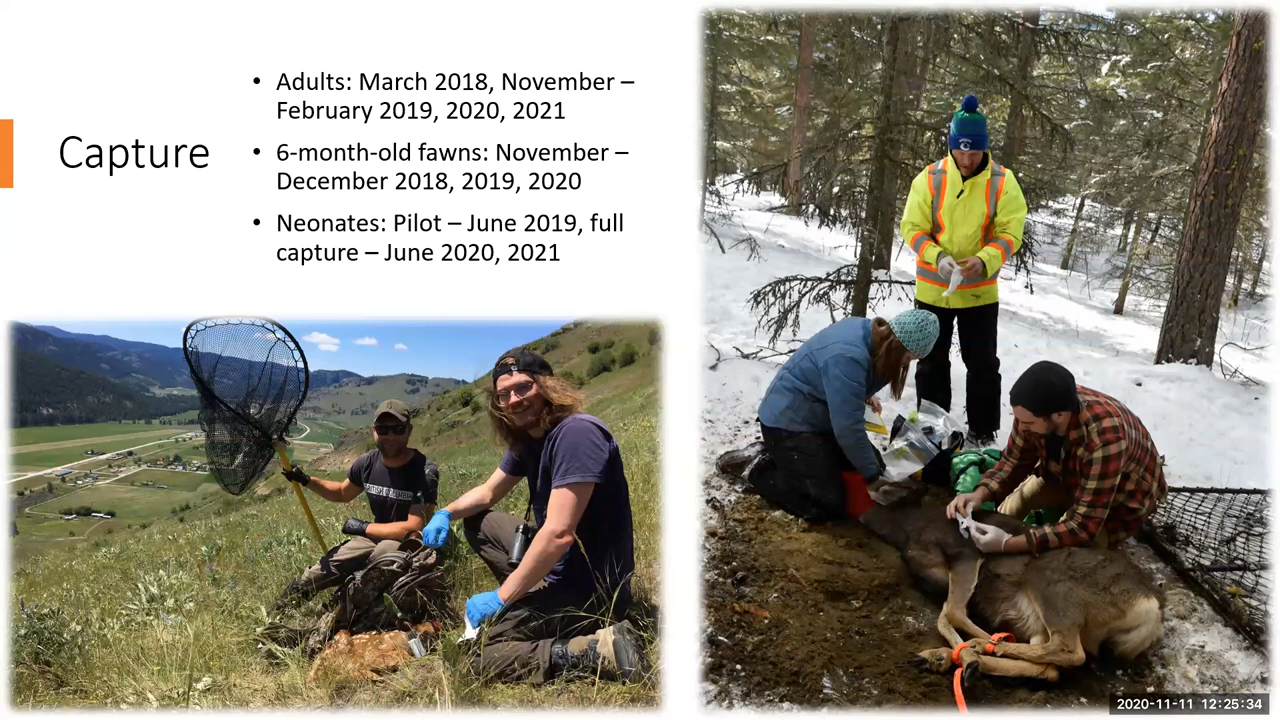 Capture
• Adults: March 2018, November –
February 2019, 2020, 2021
• 6-month-old fawns: November –
December 2018, 2019, 2020
• Neonates: Pilot – June 2019, full
capture – June 2020, 2021
2020-11-11 12:25:34